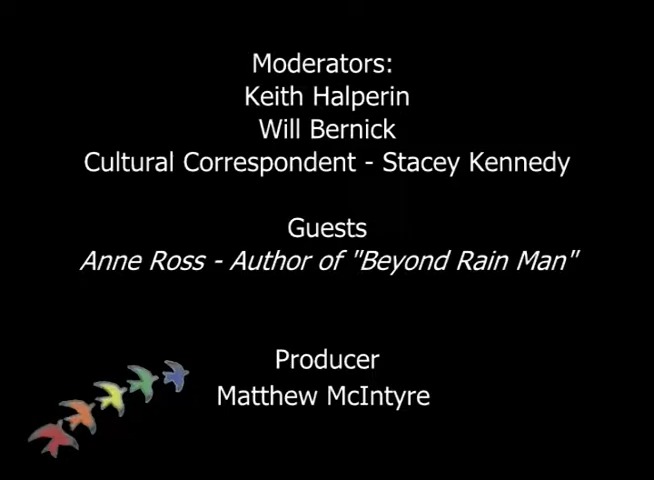 Moderators:
Keith Halperin
Will Bernick
Cultural Correspondent - Stacey Kennedy
Guests
Anne Ross - Author of "Beyond Rain Man"
Producer
Matthew McIntyre